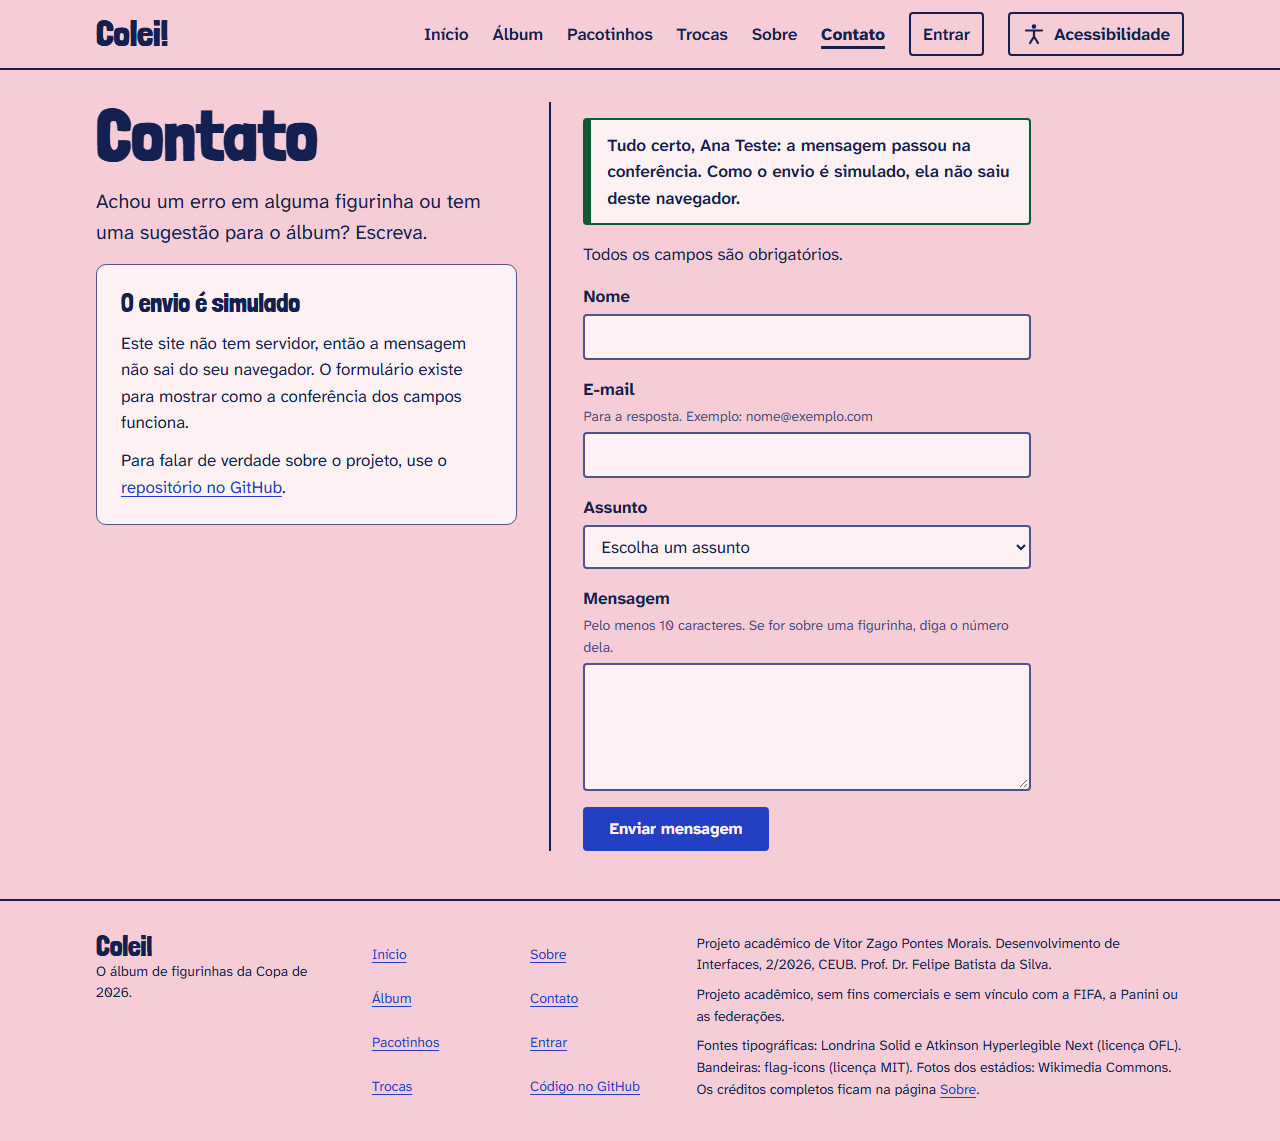 Colei!
Início
Álbum
Pacotinhos
Trocas
Sobre
Contato
Entrar
Acessibilidade
Contato
Achou um erro em alguma figurinha ou tem
uma sugestão para o álbum? Escreva.
O envio é simulado
Este site não tem servidor, então a mensagem
não sai do seu navegador. O formulário existe
para mostrar como a conferência dos campos
funciona.
Para falar de verdade sobre o projeto, use o
repositório no GitHub.
Tudo certo, Ana Teste: a mensagem passou na
conferência. Como o envio é simulado, ela não saiu
deste navegador.
Todos os campos são obrigatórios.
Nome
E-mail
Para a resposta. Exemplo: nome@exemplo.com
Assunto
Escolha um assunto
Mensagem
Pelo menos 10 caracteres. Se for sobre uma figurinha, diga o número
dela.
Enviar mensagem
Colei!
O álbum de figurinhas da Copa de
2026.
Início
Álbum
Pacotinhos
Trocas
Sobre
Contato
Entrar
Código no GitHub
Projeto acadêmico de Vitor Zago Pontes Morais. Desenvolvimento de
Interfaces, 2/2026, CEUB. Prof. Dr. Felipe Batista da Silva.
Projeto acadêmico, sem fins comerciais e sem vínculo com a FIFA, a Panini ou
as federações.
Fontes tipográficas: Londrina Solid e Atkinson Hyperlegible Next (licença OFL).
Bandeiras: flag-icons (licença MIT). Fotos dos estádios: Wikimedia Commons.
Os créditos completos ficam na página Sobre.